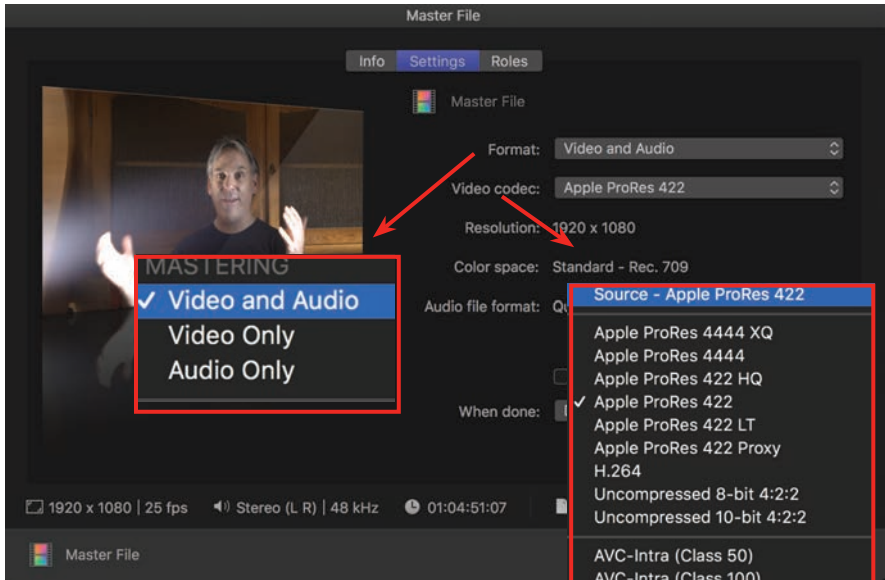 Master File
Info Settings Roles
Master File
Format: Video and Audio
Video codec: Apple ProRes 422
Resolution: 1920 x 1080
Color space: Standard - Rec. 709
Audio file format:
When done:
MASTERING
✓ Video and Audio
Video Only
Audio Only
Source - Apple ProRes 422
Apple ProRes 4444 XQ
Apple ProRes 4444
Apple ProRes 422 HQ
✓ Apple ProRes 422
Apple ProRes 422 LT
Apple ProRes 422 Proxy
H.264
Uncompressed 8-bit 4:2:2
Uncompressed 10-bit 4:2:2
AVC-Intra (Class 50)
AVC-Intra (Class 100)
1920 x 1080 | 25 fps Stereo (L R) | 48 kHz 01:04:51:07
Master File